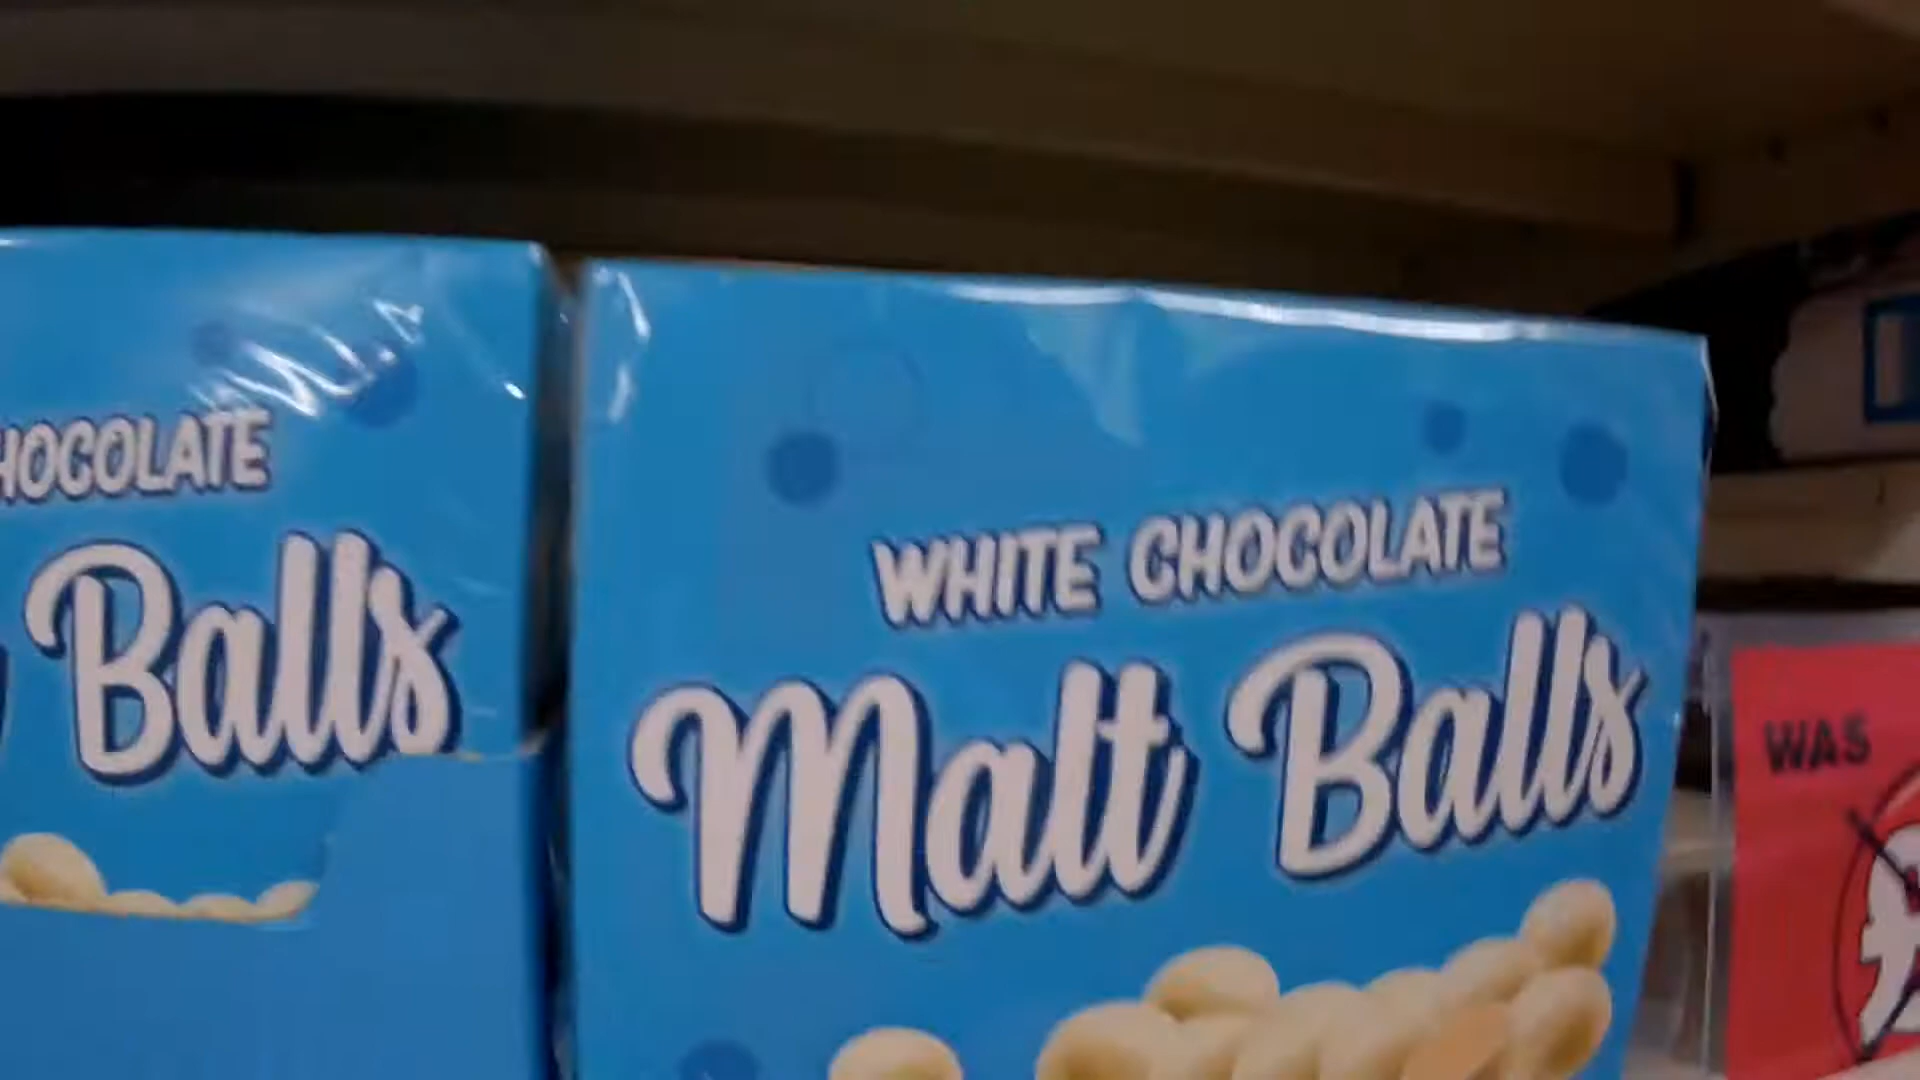 HOCOLATE
Balls
WHITE CHOCOLATE
Malt Balls
WAS